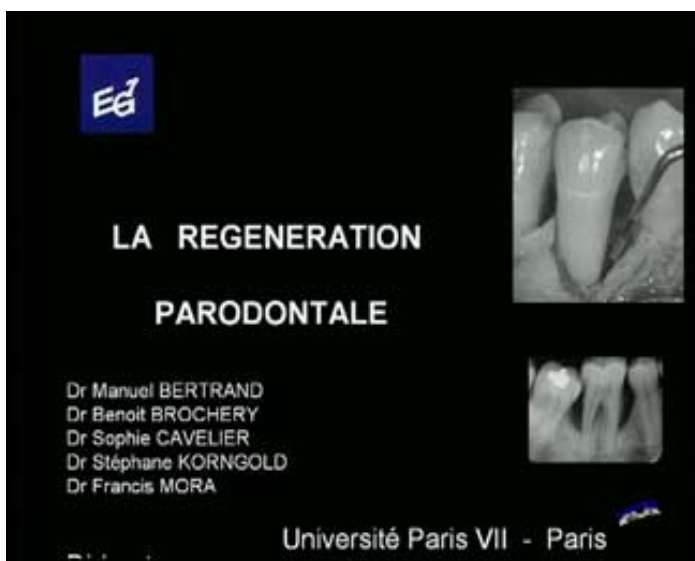 EG7
LA REGENERATION
PARODONTALE
Dr Manuel BERTRAND
Dr Benoit BROCHERY
Dr Sophie CAVELIER
Dr Stéphane KORNGOLD
Dr Francis MORA
Université Paris VII - Paris